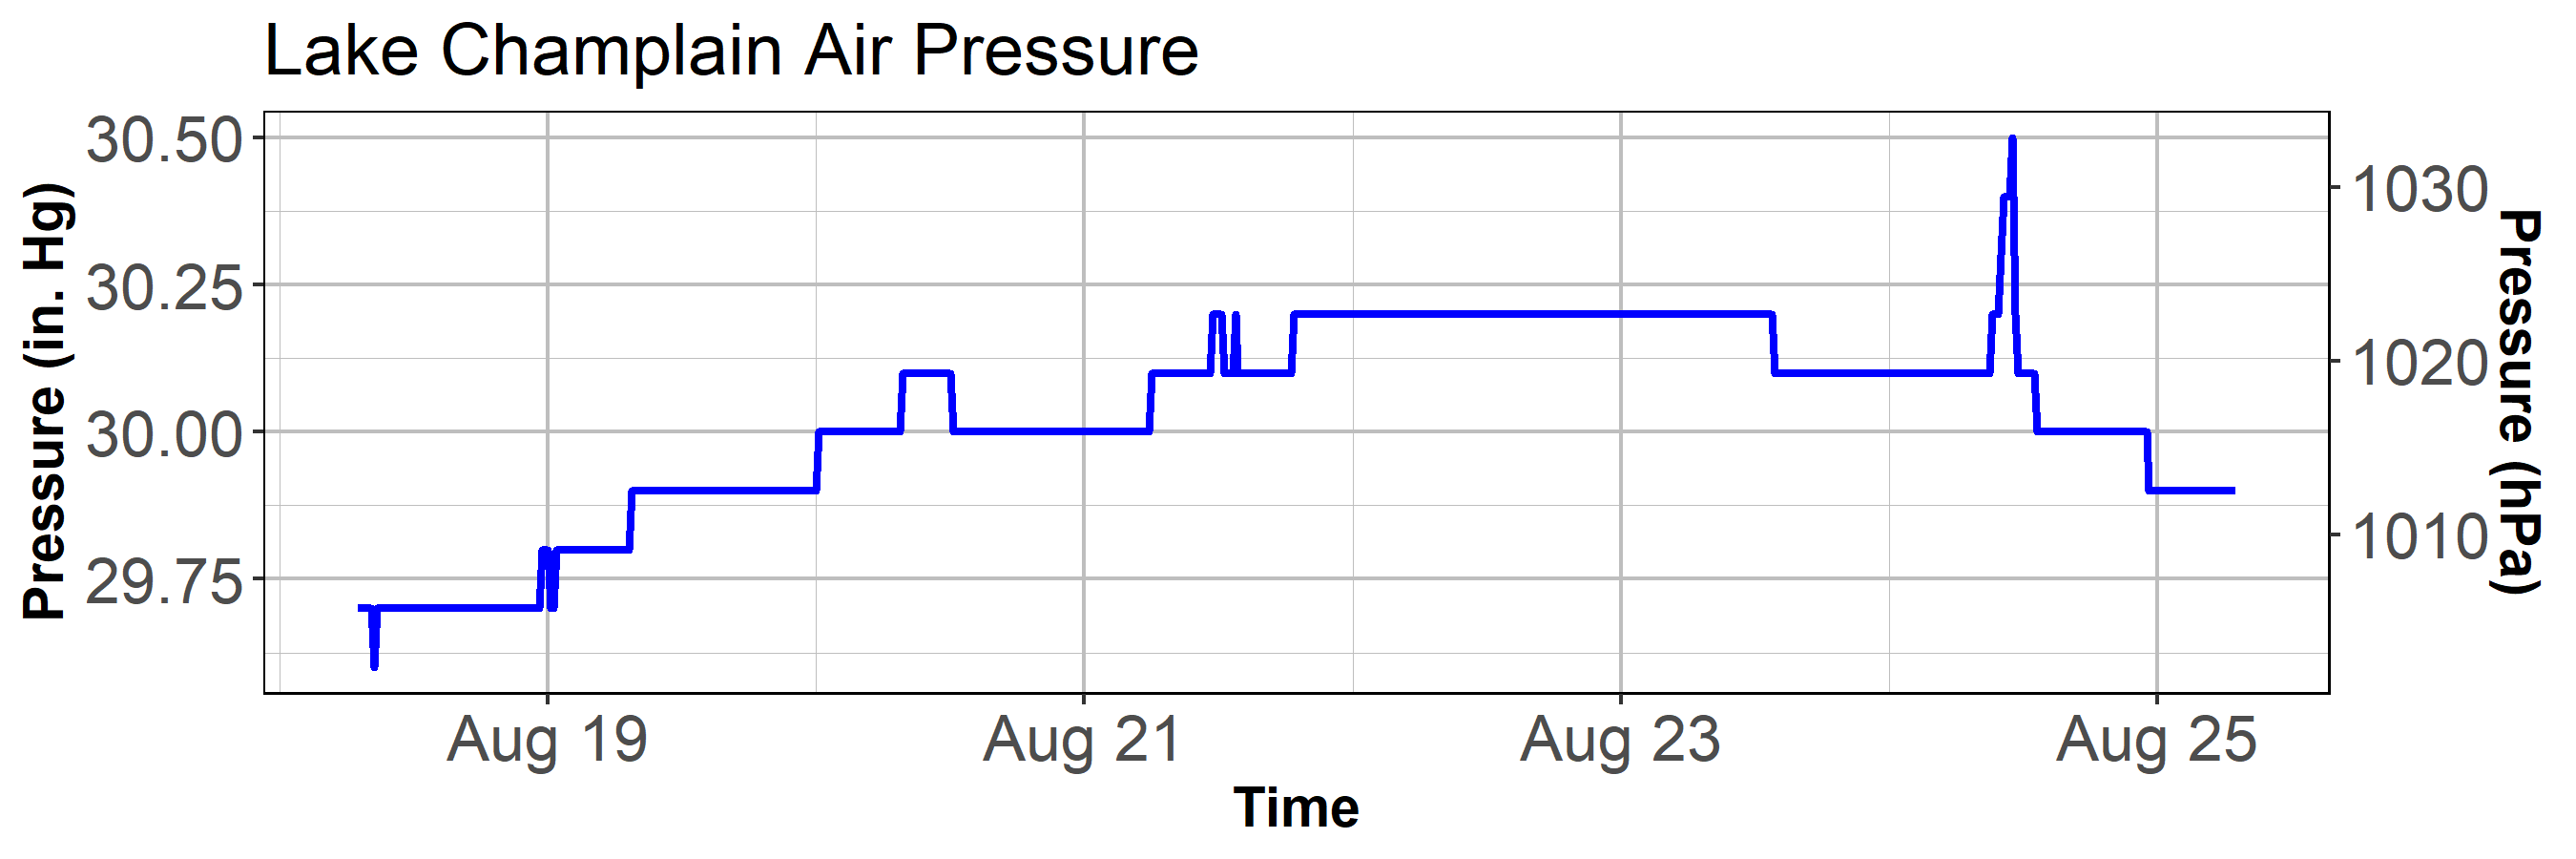 Lake Champlain Air Pressure
30.50
30.25
30.00
29.75
Pressure (in. Hg)
1030
1020
1010
Pressure (hPa)
Aug 19 Aug 21 Aug 23 Aug 25
Time